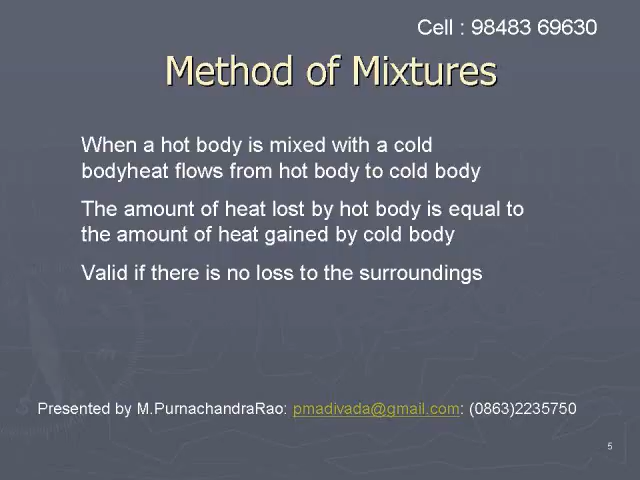 Cell : 98483 69630
Method of Mixtures
When a hot body is mixed with a cold
bodyheat flows from hot body to cold body
The amount of heat lost by hot body is equal to
the amount of heat gained by cold body
Valid if there is no loss to the surroundings
Presented by M.PurnachandraRao: pmadivada@gmail.com: (0863)2235750
5